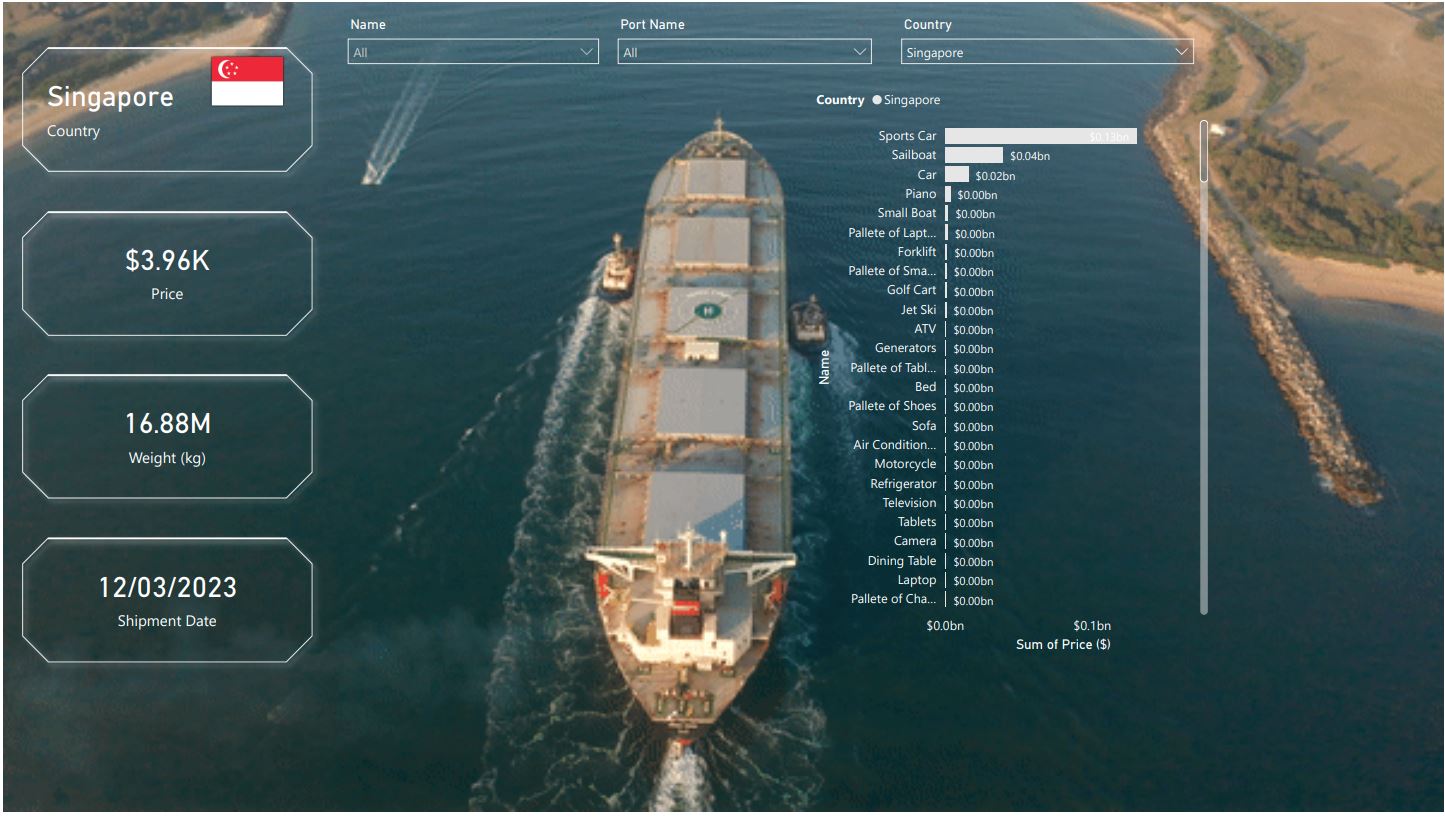 Name
All
Port Name
All
Country
Singapore
Singapore
Country
$3.96K
Price
16.88M
Weight (kg)
12/03/2023
Shipment Date
Country Singapore
Name
Sports Car $0.13bn
Sailboat $0.04bn
Car $0.02bn
Piano $0.00bn
Small Boat $0.00bn
Pallete of Lapt... $0.00bn
Forklift $0.00bn
Pallete of Sma... $0.00bn
Golf Cart $0.00bn
Jet Ski $0.00bn
ATV $0.00bn
Generators $0.00bn
Pallete of Tabl... $0.00bn
Bed $0.00bn
Pallete of Shoes $0.00bn
Sofa $0.00bn
Air Condition... $0.00bn
Motorcycle $0.00bn
Refrigerator $0.00bn
Television $0.00bn
Tablets $0.00bn
Camera $0.00bn
Dining Table $0.00bn
Laptop $0.00bn
Pallete of Cha... $0.00bn
$0.0bn $0.1bn
Sum of Price ($)
H